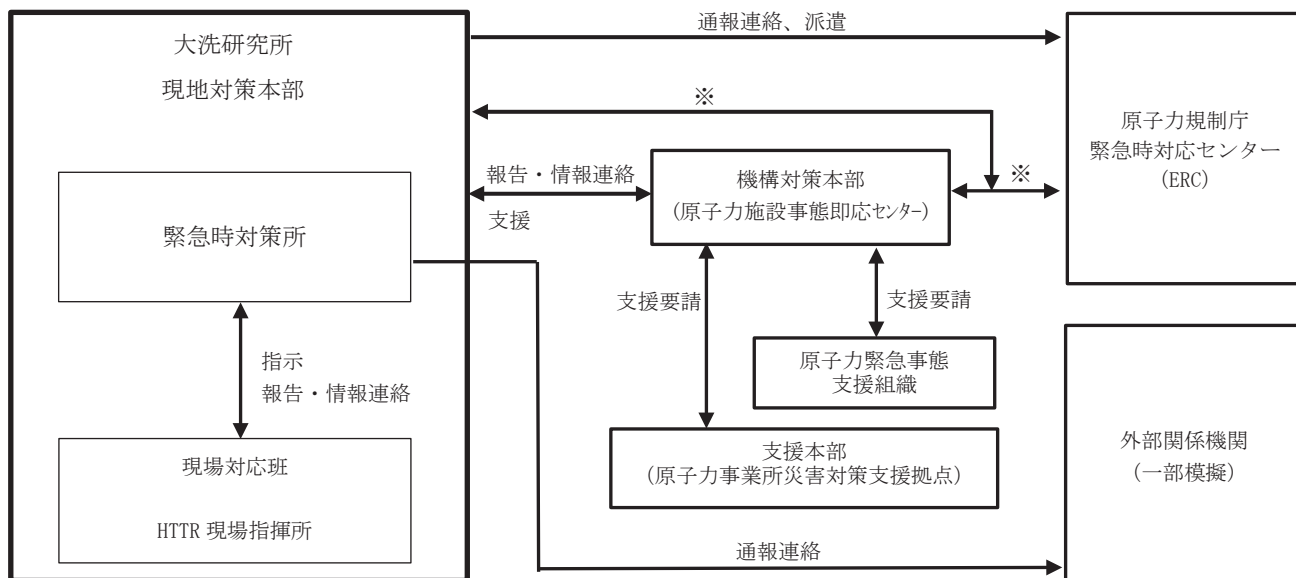 大洗研究所
現地対策本部
緊急時対策所
指示
報告・情報連絡
現場対応班
HTTR 現場指揮所
通報連絡、派遣
※
報告・情報連絡
支援
機構対策本部
(原子力施設事態即応センター)
※
支援要請
支援要請
原子力緊急事態
支援組織
支援本部
(原子力事業所災害対策支援拠点)
通報連絡
原子力規制庁
緊急時対応センター
(ERC)
外部関係機関
(一部模擬)